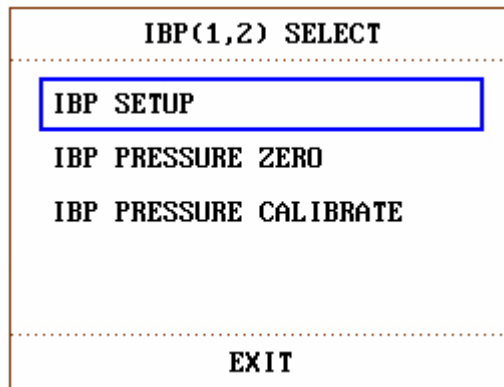 IBP(1,2) SELECT
IBP SETUP
IBP PRESSURE ZERO
IBP PRESSURE CALIBRATE
EXIT